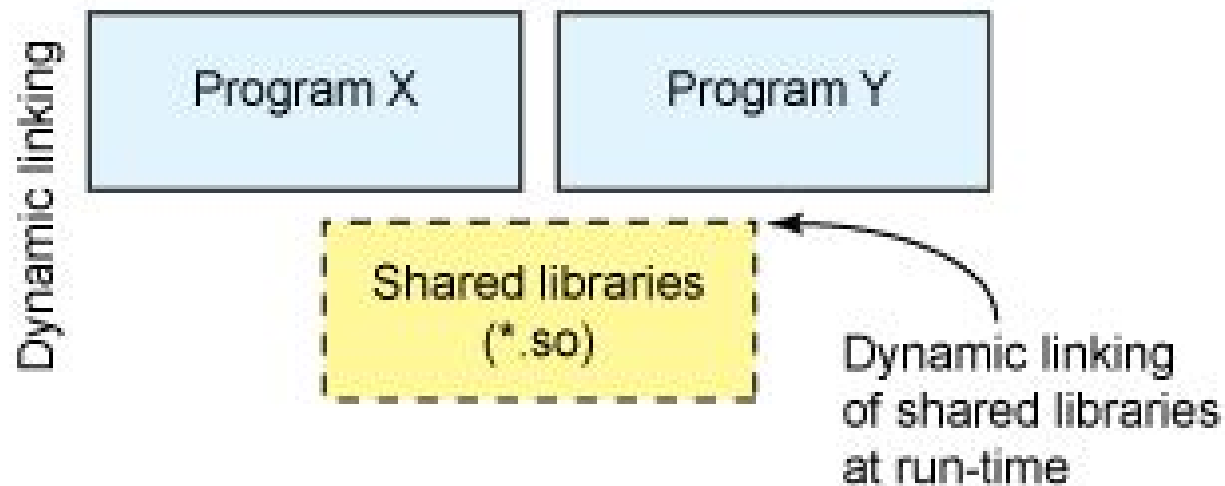 Dynamic linking
Program X
Program Y
Shared libraries
(*.so)
Dynamic linking
of shared libraries
at run-time